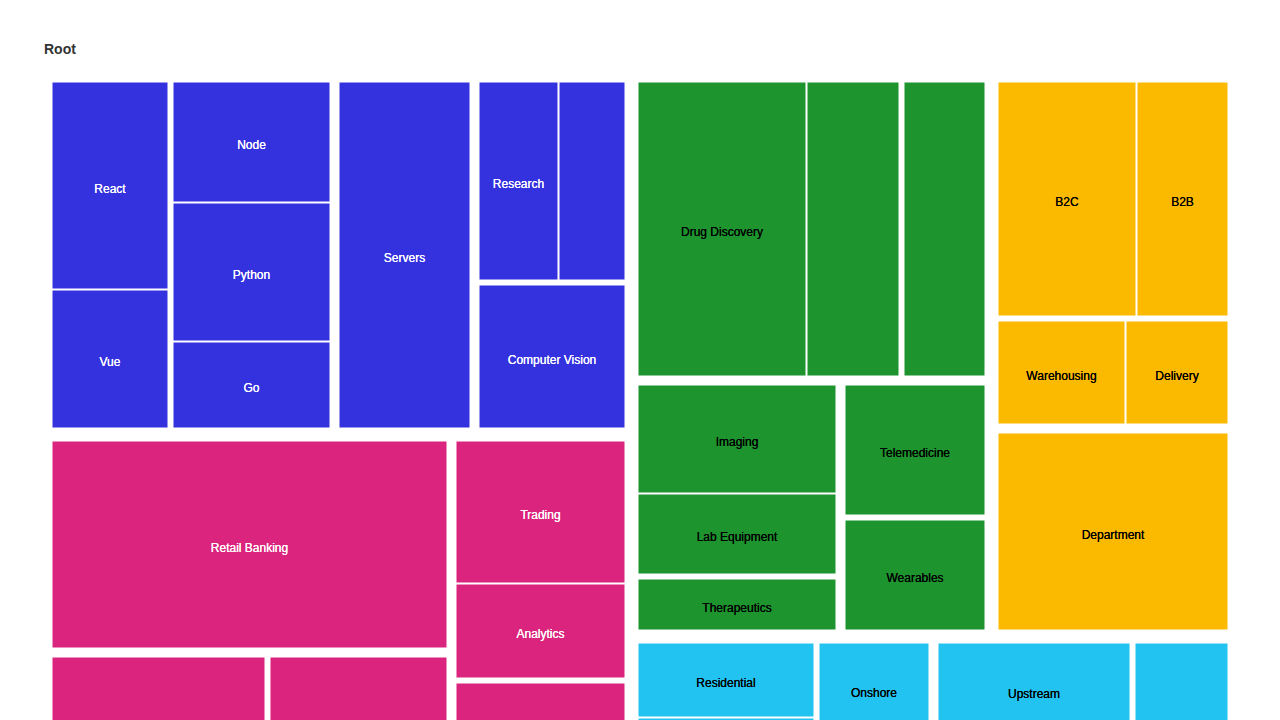 Root
React
Node
Servers
Research
Drug Discovery
B2C
B2B
Python
Vue
Go
Computer Vision
Warehousing
Delivery
Imaging
Telemedicine
Lab Equipment
Department
Wearables
Therapeutics
Retail Banking
Trading
Analytics
Residential
Onshore
Upstream